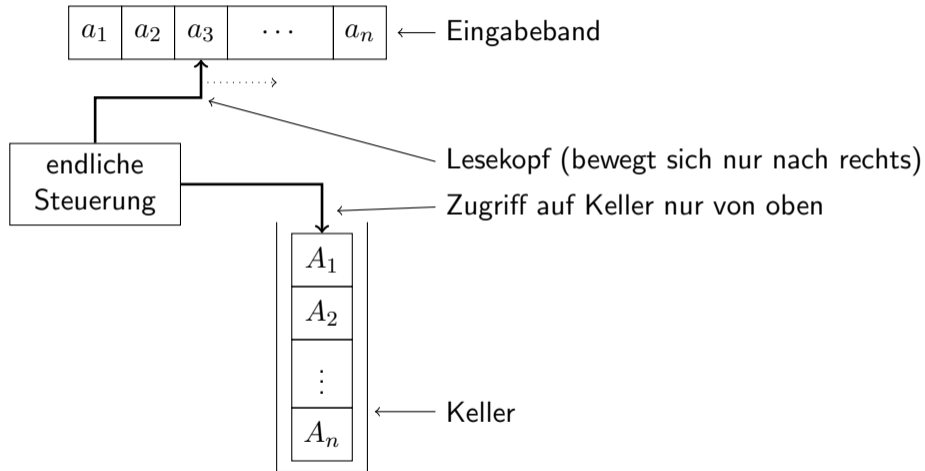 a₁ a₂ a₃ ⋯ aₙ
Eingabeband
Lesekopf (bewegt sich nur nach rechts)
endliche
Steuerung
Zugriff auf Keller nur von oben
A₁
A₂
⋮
Aₙ
Keller